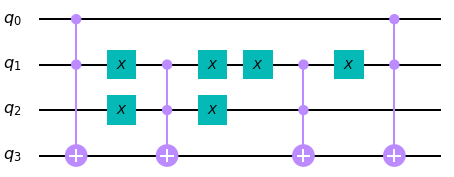 q0
q1 X X X X
q2 X X
q3